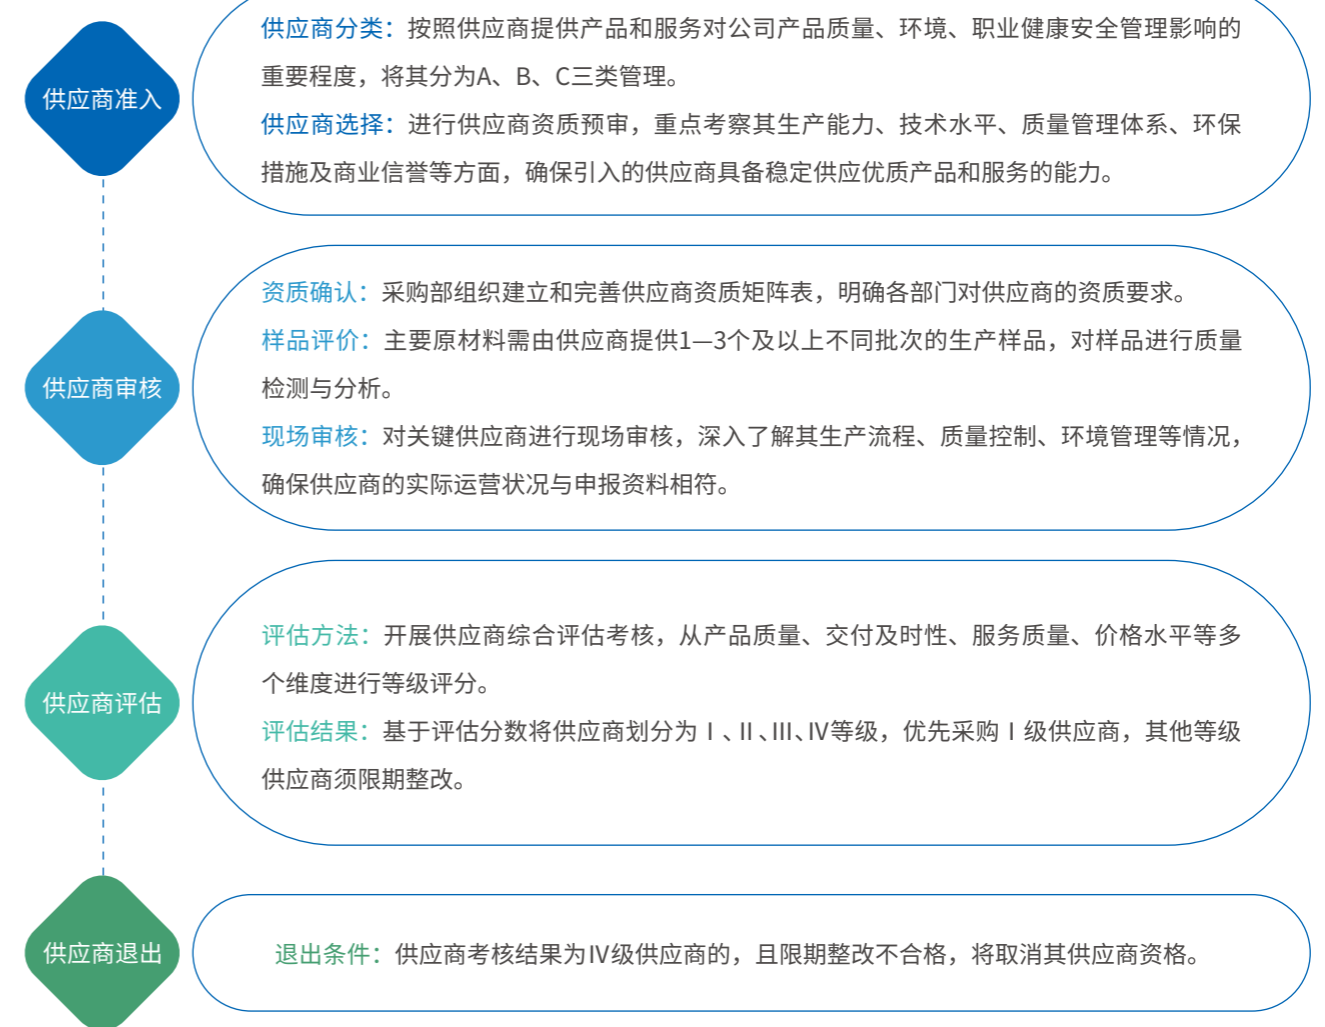 供应商准入
供应商分类：按照供应商提供产品和服务对公司产品质量、环境、职业健康安全管理影响的
重要程度，将其分为A、B、C三类管理。
供应商选择：进行供应商资质预审，重点考察其生产能力、技术水平、质量管理体系、环保
措施及商业信誉等方面，确保引入的供应商具备稳定供应优质产品和服务的能力。
供应商审核
资质确认：采购部组织建立和完善供应商资质矩阵表，明确各部门对供应商的资质要求。
样品评价：主要原材料需由供应商提供1—3个及以上不同批次的生产样品，对样品进行质量
检测与分析。
现场审核：对关键供应商进行现场审核，深入了解其生产流程、质量控制、环境管理等情况，
确保供应商的实际运营状况与申报资料相符。
供应商评估
评估方法：开展供应商综合评估考核，从产品质量、交付及时性、服务质量、价格水平等多
个维度进行等级评分。
评估结果：基于评估分数将供应商划分为Ⅰ、Ⅱ、Ⅲ、Ⅳ等级，优先采购Ⅰ级供应商，其他等级
供应商须限期整改。
供应商退出
退出条件：供应商考核结果为Ⅳ级供应商的，且限期整改不合格，将取消其供应商资格。